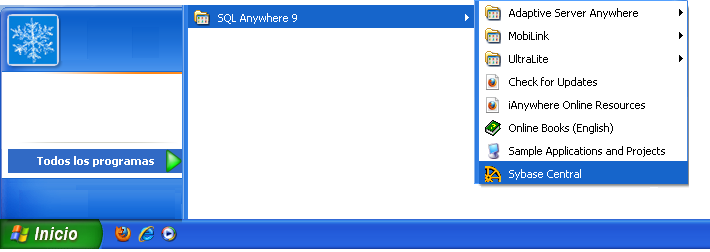 SQL Anywhere 9
Adaptive Server Anywhere
MobiLink
UltraLite
Check for Updates
iAnywhere Online Resources
Online Books (English)
Sample Applications and Projects
Sybase Central
Todos los programas
Inicio